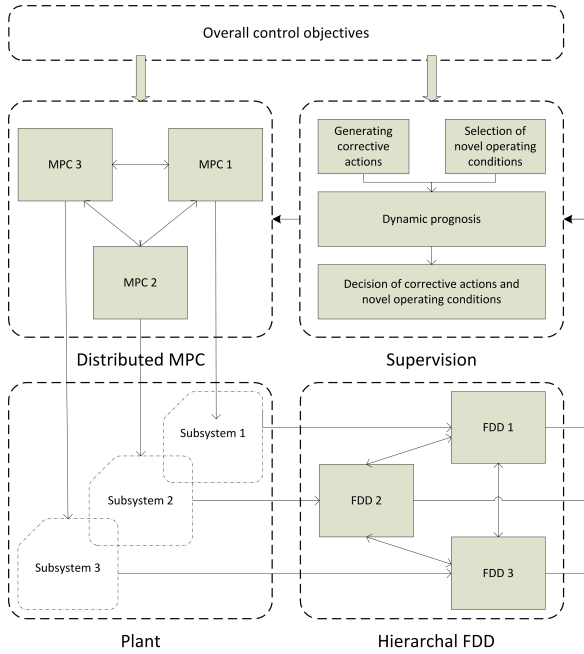 Overall control objectives
MPC 3
MPC 1
MPC 2
Distributed MPC
Generating
corrective
actions
Selection of
novel operating
conditions
Dynamic prognosis
Decision of corrective actions and
novel operating conditions
Supervision
Subsystem 1
Subsystem 2
Subsystem 3
Plant
FDD 1
FDD 2
FDD 3
Hierarchal FDD